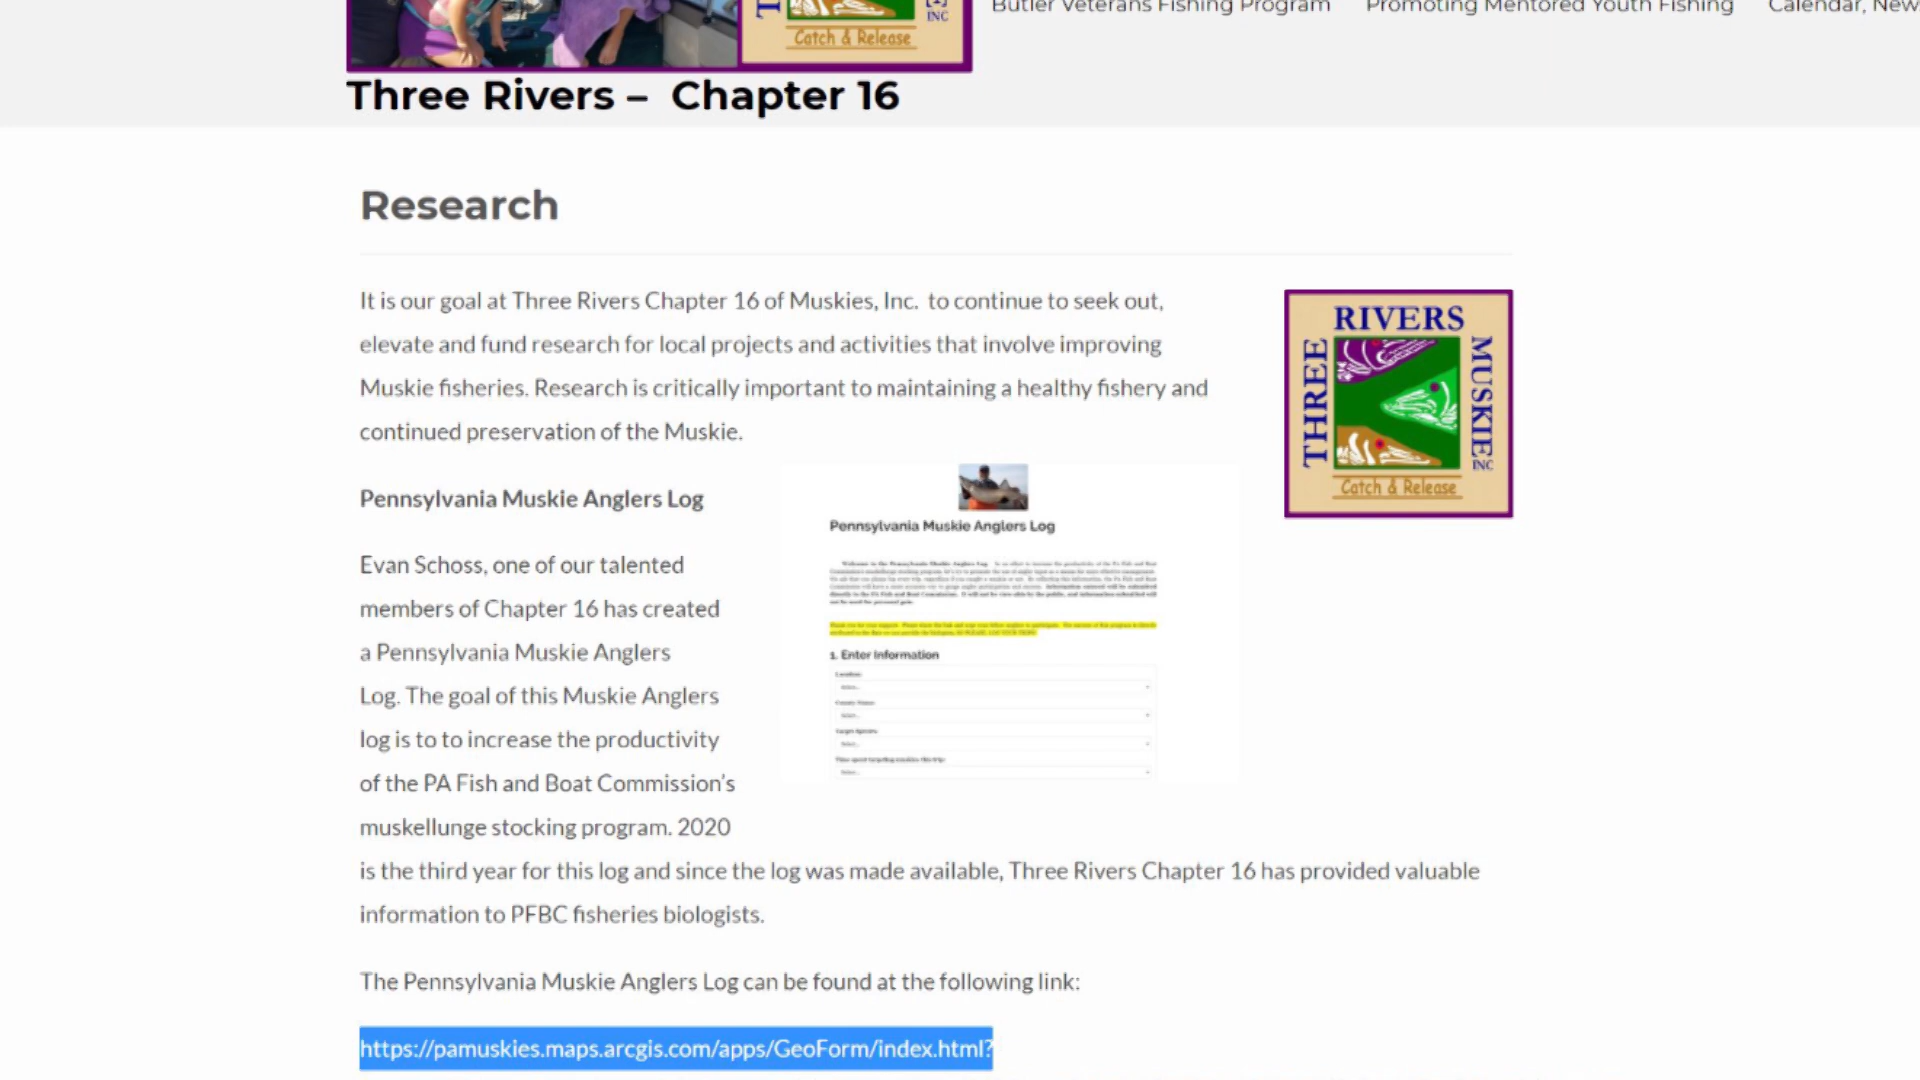 Butler Veterans Fishing Program Promoting Mentored Youth Fishing Calendar, New
INC
Catch & Release
Three Rivers – Chapter 16
Research
It is our goal at Three Rivers Chapter 16 of Muskies, Inc. to continue to seek out,
elevate and fund research for local projects and activities that involve improving
Muskie fisheries. Research is critically important to maintaining a healthy fishery and
continued preservation of the Muskie.
RIVERS
THREE
MUSKIE
INC
Catch & Release
Pennsylvania Muskie Anglers Log
Evan Schoss, one of our talented
members of Chapter 16 has created
a Pennsylvania Muskie Anglers
Log. The goal of this Muskie Anglers
log is to to increase the productivity
of the PA Fish and Boat Commission's
muskellunge stocking program. 2020
is the third year for this log and since the log was made available, Three Rivers Chapter 16 has provided valuable
information to PFBC fisheries biologists.
Pennsylvania Muskie Anglers Log
1. Enter Information
The Pennsylvania Muskie Anglers Log can be found at the following link:
https://pamuskies.maps.arcgis.com/apps/GeoForm/index.html?